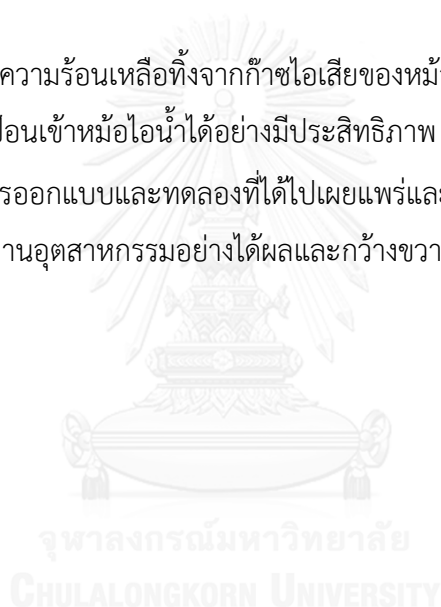 ความร้อนเหลือทิ้งจากก๊าซไอเสียของหม้
ป้อนเข้าหม้อไอน้ำได้อย่างมีประสิทธิภาพ
รออกแบบและทดลองที่ได้ไปเผยแพร่และ
านอุตสาหกรรมอย่างได้ผลและกว้างขวา
จุฬาลงกรณ์มหาวิทยาลัย
CHULALONGKORN UNIVERSITY